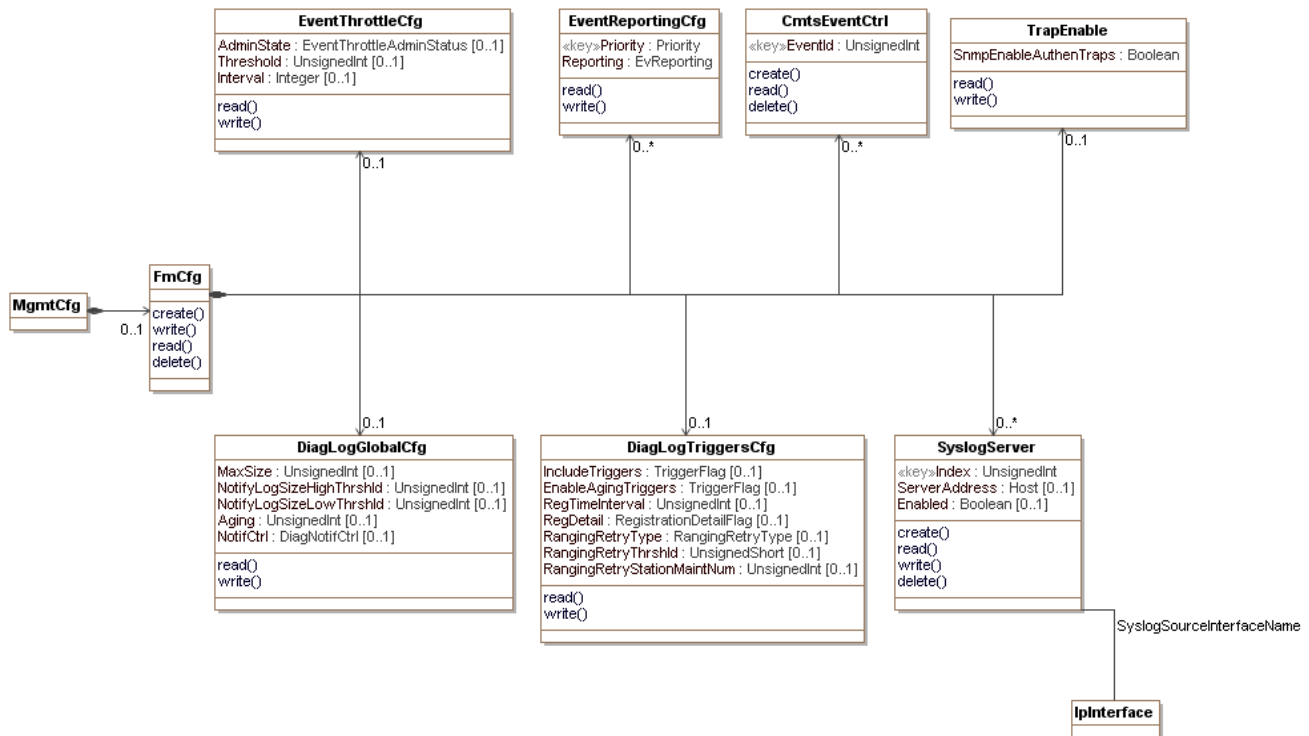 EventThrottleCfg
AdminState : EventThrottleAdminStatus [0..1]
Threshold : UnsignedInt [0..1]
Interval : Integer [0..1]
read()
write()
0..1
EventReportingCfg
«key»Priority : Priority
Reporting : EvReporting
read()
write()
0..*
CmtsEventCtrl
«key»EventId : UnsignedInt
create()
read()
delete()
0..*
TrapEnable
SnmpEnableAuthenTraps : Boolean
read()
write()
0..1
MgmtCfg
0..1
FmCfg
create()
write()
read()
delete()
0..1
DiagLogGlobalCfg
MaxSize : UnsignedInt [0..1]
NotifyLogSizeHighThrshld : UnsignedInt [0..1]
NotifyLogSizeLowThrshld : UnsignedInt [0..1]
Aging : UnsignedInt [0..1]
NotifCtrl : DiagNotifCtrl [0..1]
read()
write()
0..1
DiagLogTriggersCfg
IncludeTriggers : TriggerFlag [0..1]
EnableAgingTriggers : TriggerFlag [0..1]
RegTimeInterval : UnsignedInt [0..1]
RegDetail : RegistrationDetailFlag [0..1]
RangingRetryType : RangingRetryType [0..1]
RangingRetryThrshld : UnsignedShort [0..1]
RangingRetryStationMaintNum : UnsignedInt [0..1]
read()
write()
0..*
SyslogServer
«key»Index : UnsignedInt
ServerAddress : Host [0..1]
Enabled : Boolean [0..1]
create()
read()
write()
delete()
SyslogSourceInterfaceName
IpInterface